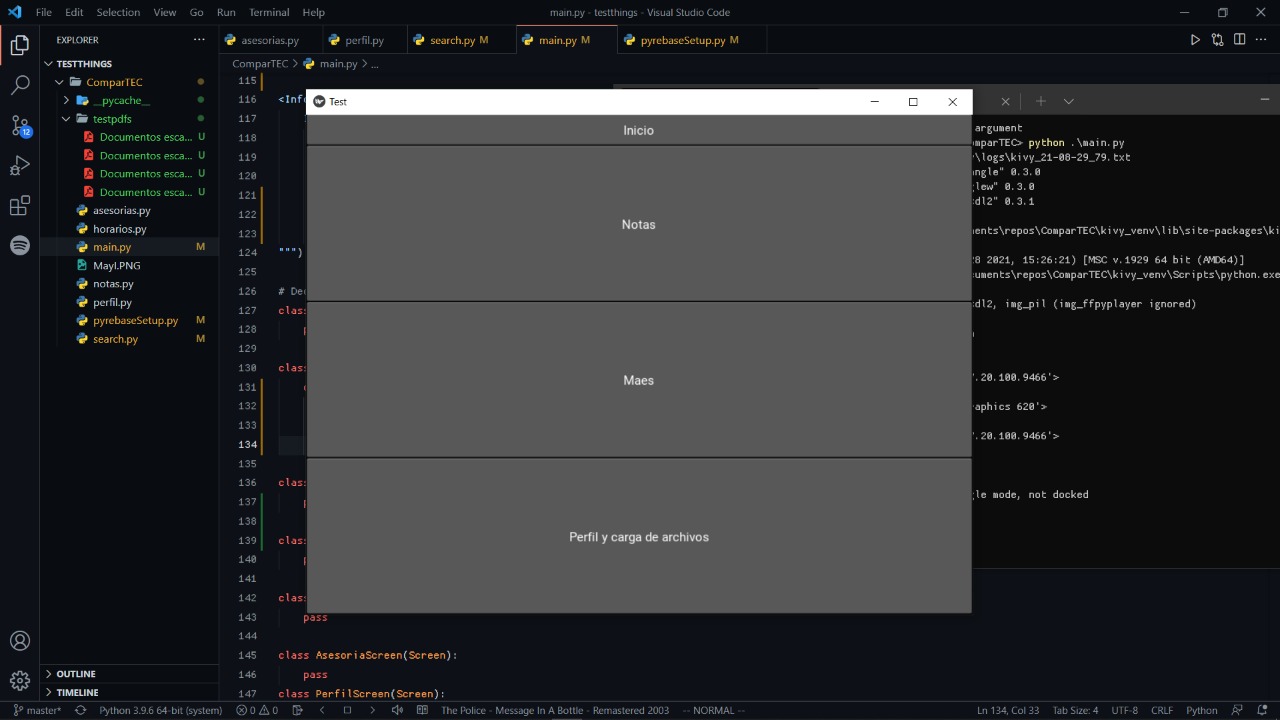 File Edit Selection View Go Run Terminal Help
main.py - testthings - Visual Studio Code
EXPLORER
asesorias.py
perfil.py
search.py M
main.py M
pyrebaseSetup.py M
TESTTHINGS
ComparTEC > main.py > ...
ComparTEC
__pycache__
testpdfs
Documentos esca... U
Documentos esca... U
Documentos esca... U
Documentos esca... U
asesorias.py
horarios.py
main.py M
MayI.PNG
notas.py
perfil.py
pyrebaseSetup.py M
search.py M
12
OUTLINE
TIMELINE
115
116 <Info
117
118
119
120
121
122
123
124 """)
125
126 # De
127 clas
128
129
130 clas
131
132
133
134
135
136 clas
137
138
139 clas
140
141
142 clas
143 pass
144
145 class AsesoriaScreen(Screen):
146 pass
147 class PerfilScreen(Screen):
Test
Inicio
Notas
Maes
Perfil y carga de archivos
argument
mparTEC> python .\main.py
\logs\kivy_21-08-29_79.txt
ngle" 0.3.0
lew" 0.3.0
dl2" 0.3.1
ments\repos\ComparTEC\kivy_venv\lib\site-packages\ki
28 2021, 15:26:21) [MSC v.1929 64 bit (AMD64)]
cuments\repos\ComparTEC\kivy_venv\Scripts\python.exe
dl2, img_pil (img_ffpyplayer ignored)
.20.100.9466'>
aphics 620'>
.20.100.9466'>
le mode, not docked
master* Python 3.9.6 64-bit (system) 0 0 The Police - Message In A Bottle - Remastered 2003 -- NORMAL -- Ln 134, Col 33 Tab Size: 4 UTF-8 CRLF Python